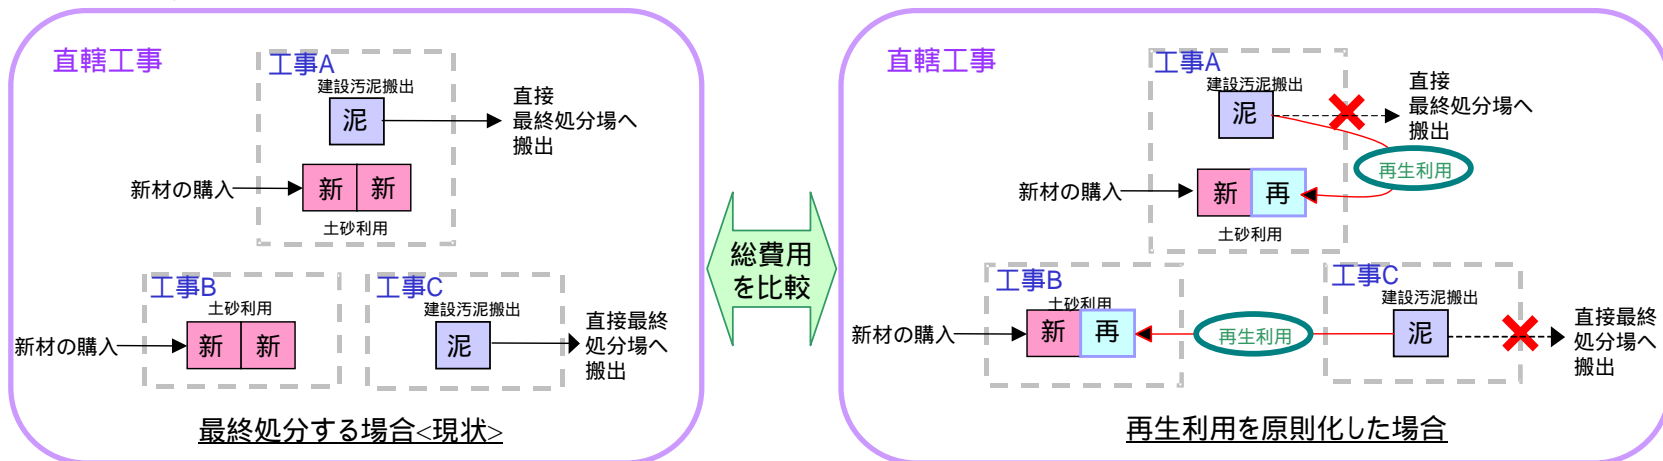 直轄工事
工事A
建設汚泥搬出
泥
直接
最終処分場へ
搬出
新材の購入
新
新
土砂利用
工事B
土砂利用
新材の購入
新
新
工事C
建設汚泥搬出
泥
直接最終
処分場へ
搬出
最終処分する場合<現状>
総費用
を比較
直轄工事
工事A
建設汚泥搬出
泥
直接
最終処分場へ
搬出
再生利用
新材の購入
新
再
土砂利用
工事B
土砂利用
新材の購入
新
再
再生利用
工事C
建設汚泥搬出
泥
直接最終
処分場へ
搬出
再生利用を原則化した場合